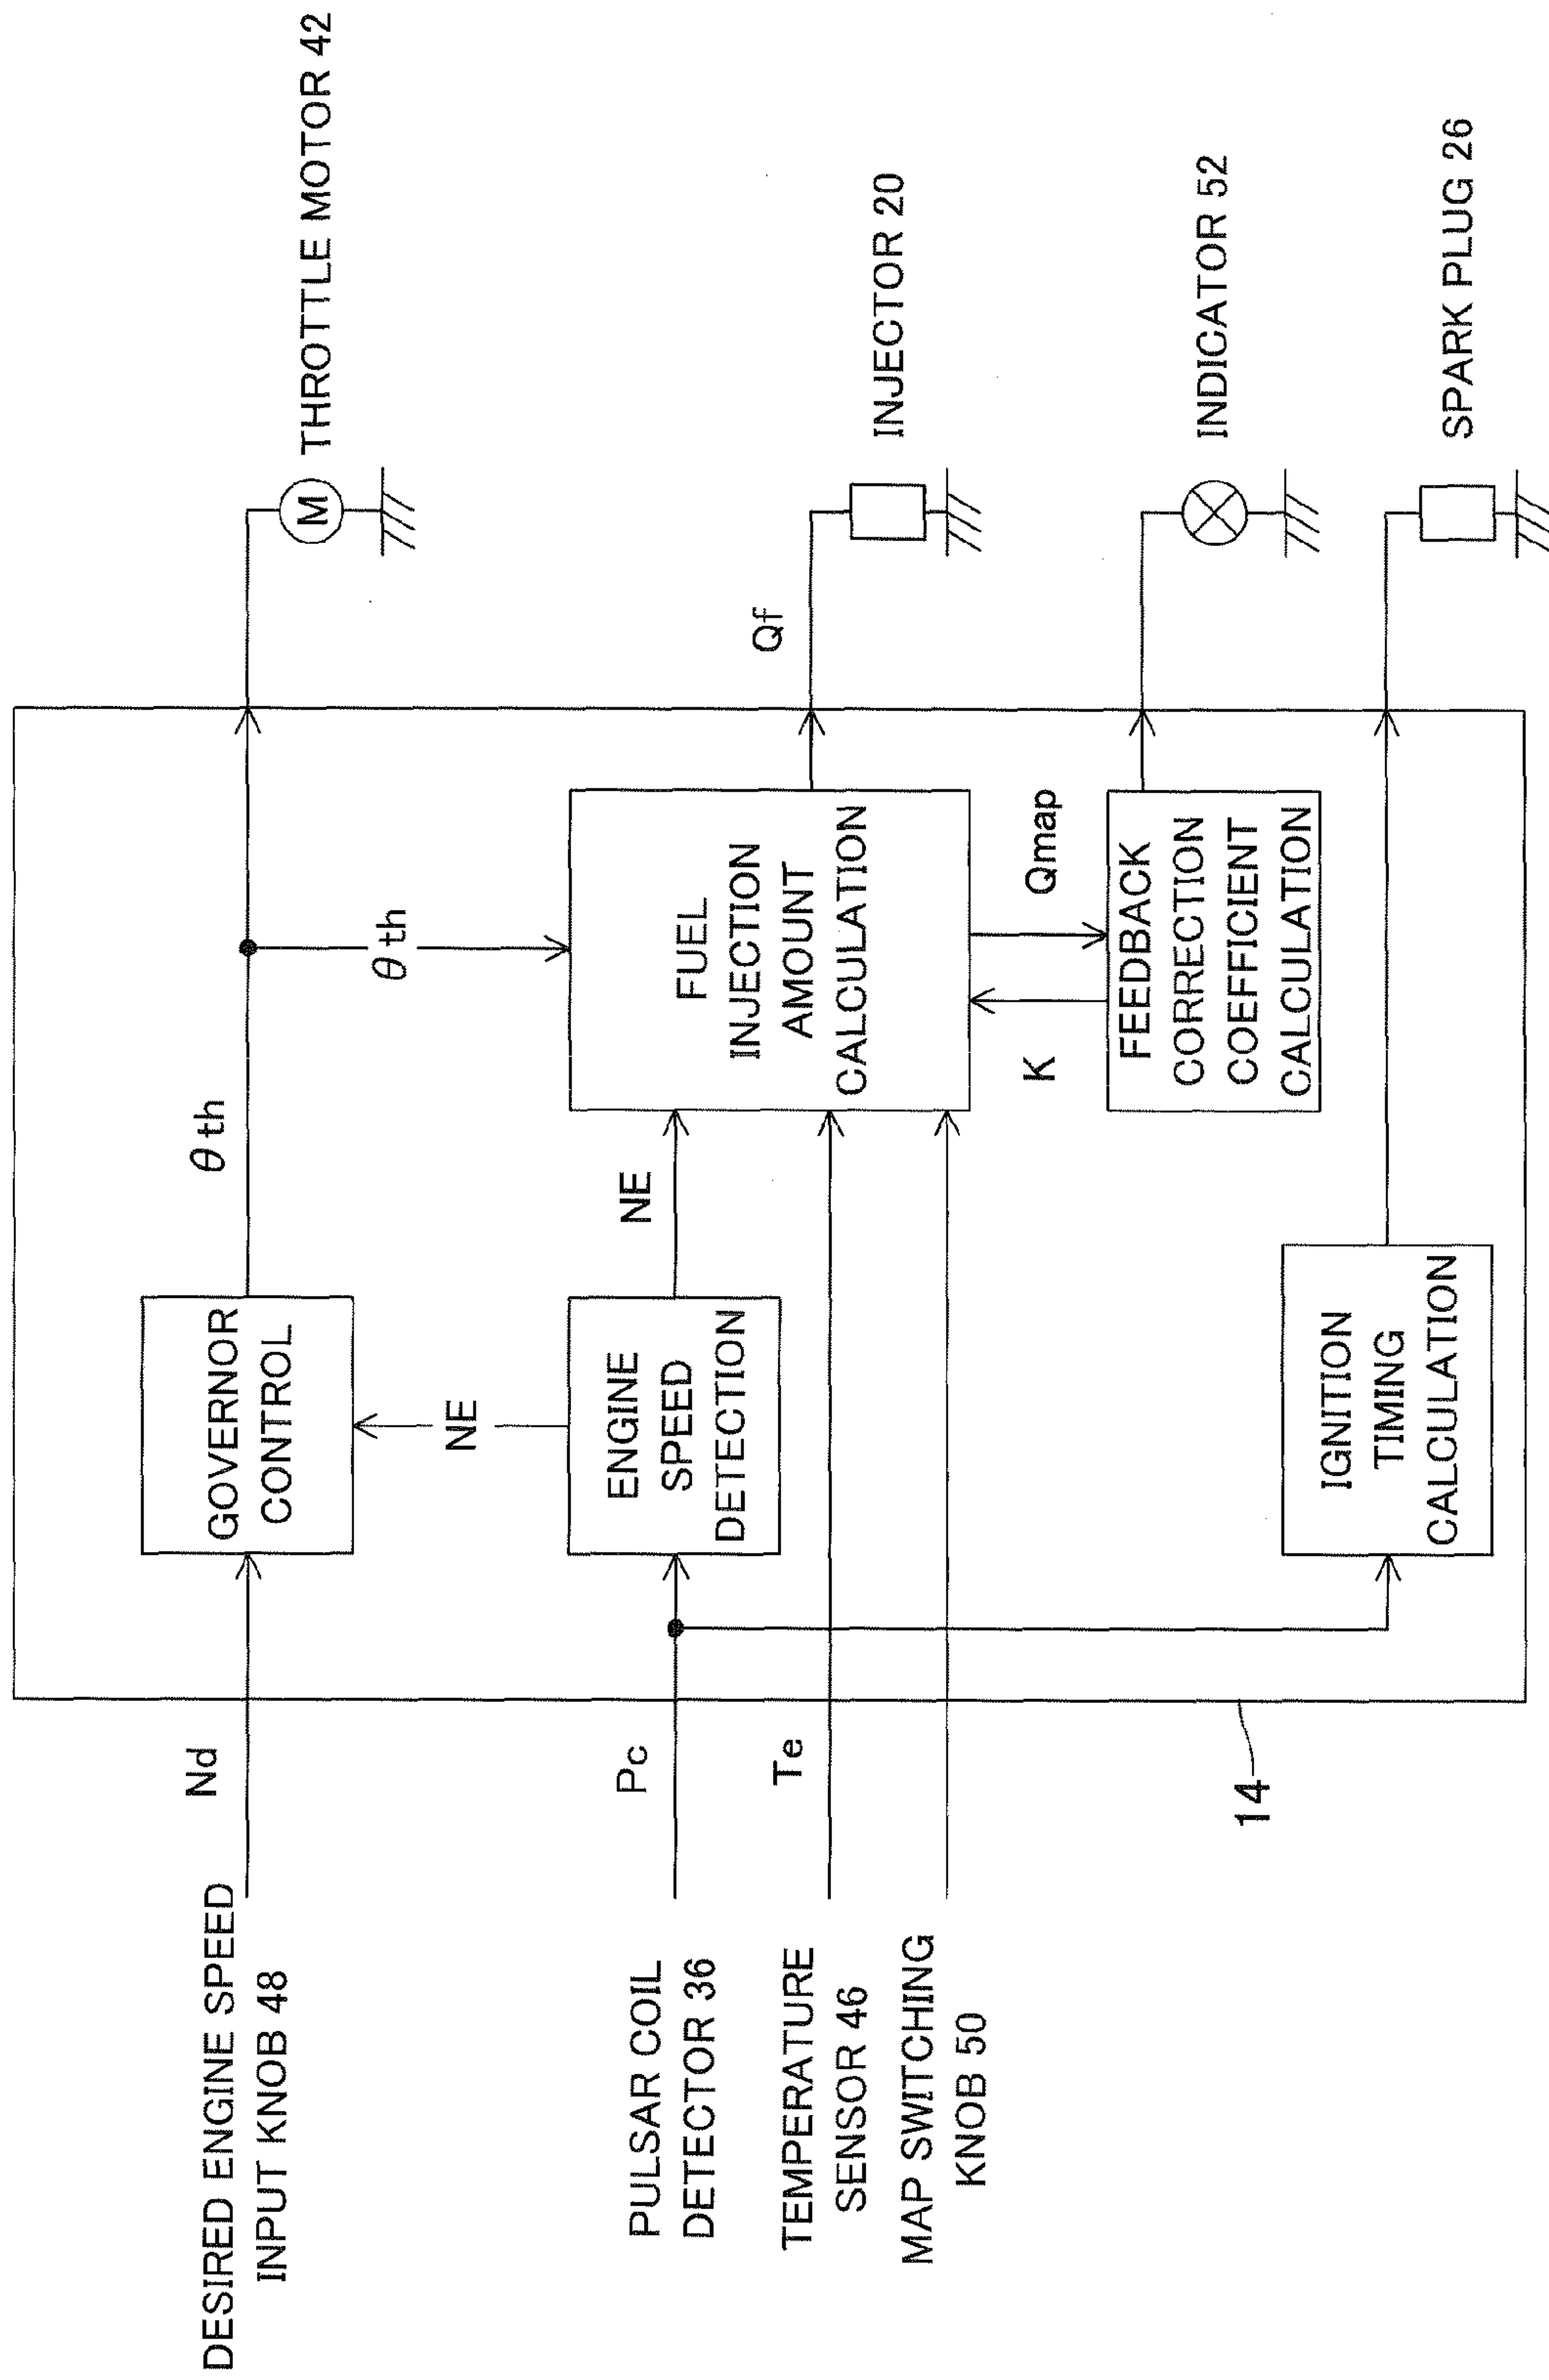 DESIRED ENGINE SPEED
INPUT KNOB 48
Nd
GOVERNOR
CONTROL
θth
θth
THROTTLE MOTOR 42
M
NE
PULSAR COIL
DETECTOR 36
Pc
ENGINE
SPEED
DETECTION
NE
FUEL
INJECTION
AMOUNT
CALCULATION
Qf
INJECTOR 20
TEMPERATURE
SENSOR 46
Te
MAP SWITCHING
KNOB 50
K
Qmap
FEEDBACK
CORRECTION
COEFFICIENT
CALCULATION
INDICATOR 52
14
IGNITION
TIMING
CALCULATION
SPARK PLUG 26